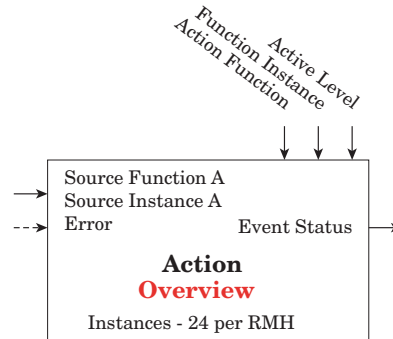 Active Level
Function Instance
Action Function
Source Function A
Source Instance A
Error
Event Status
Action
Overview
Instances - 24 per RMH